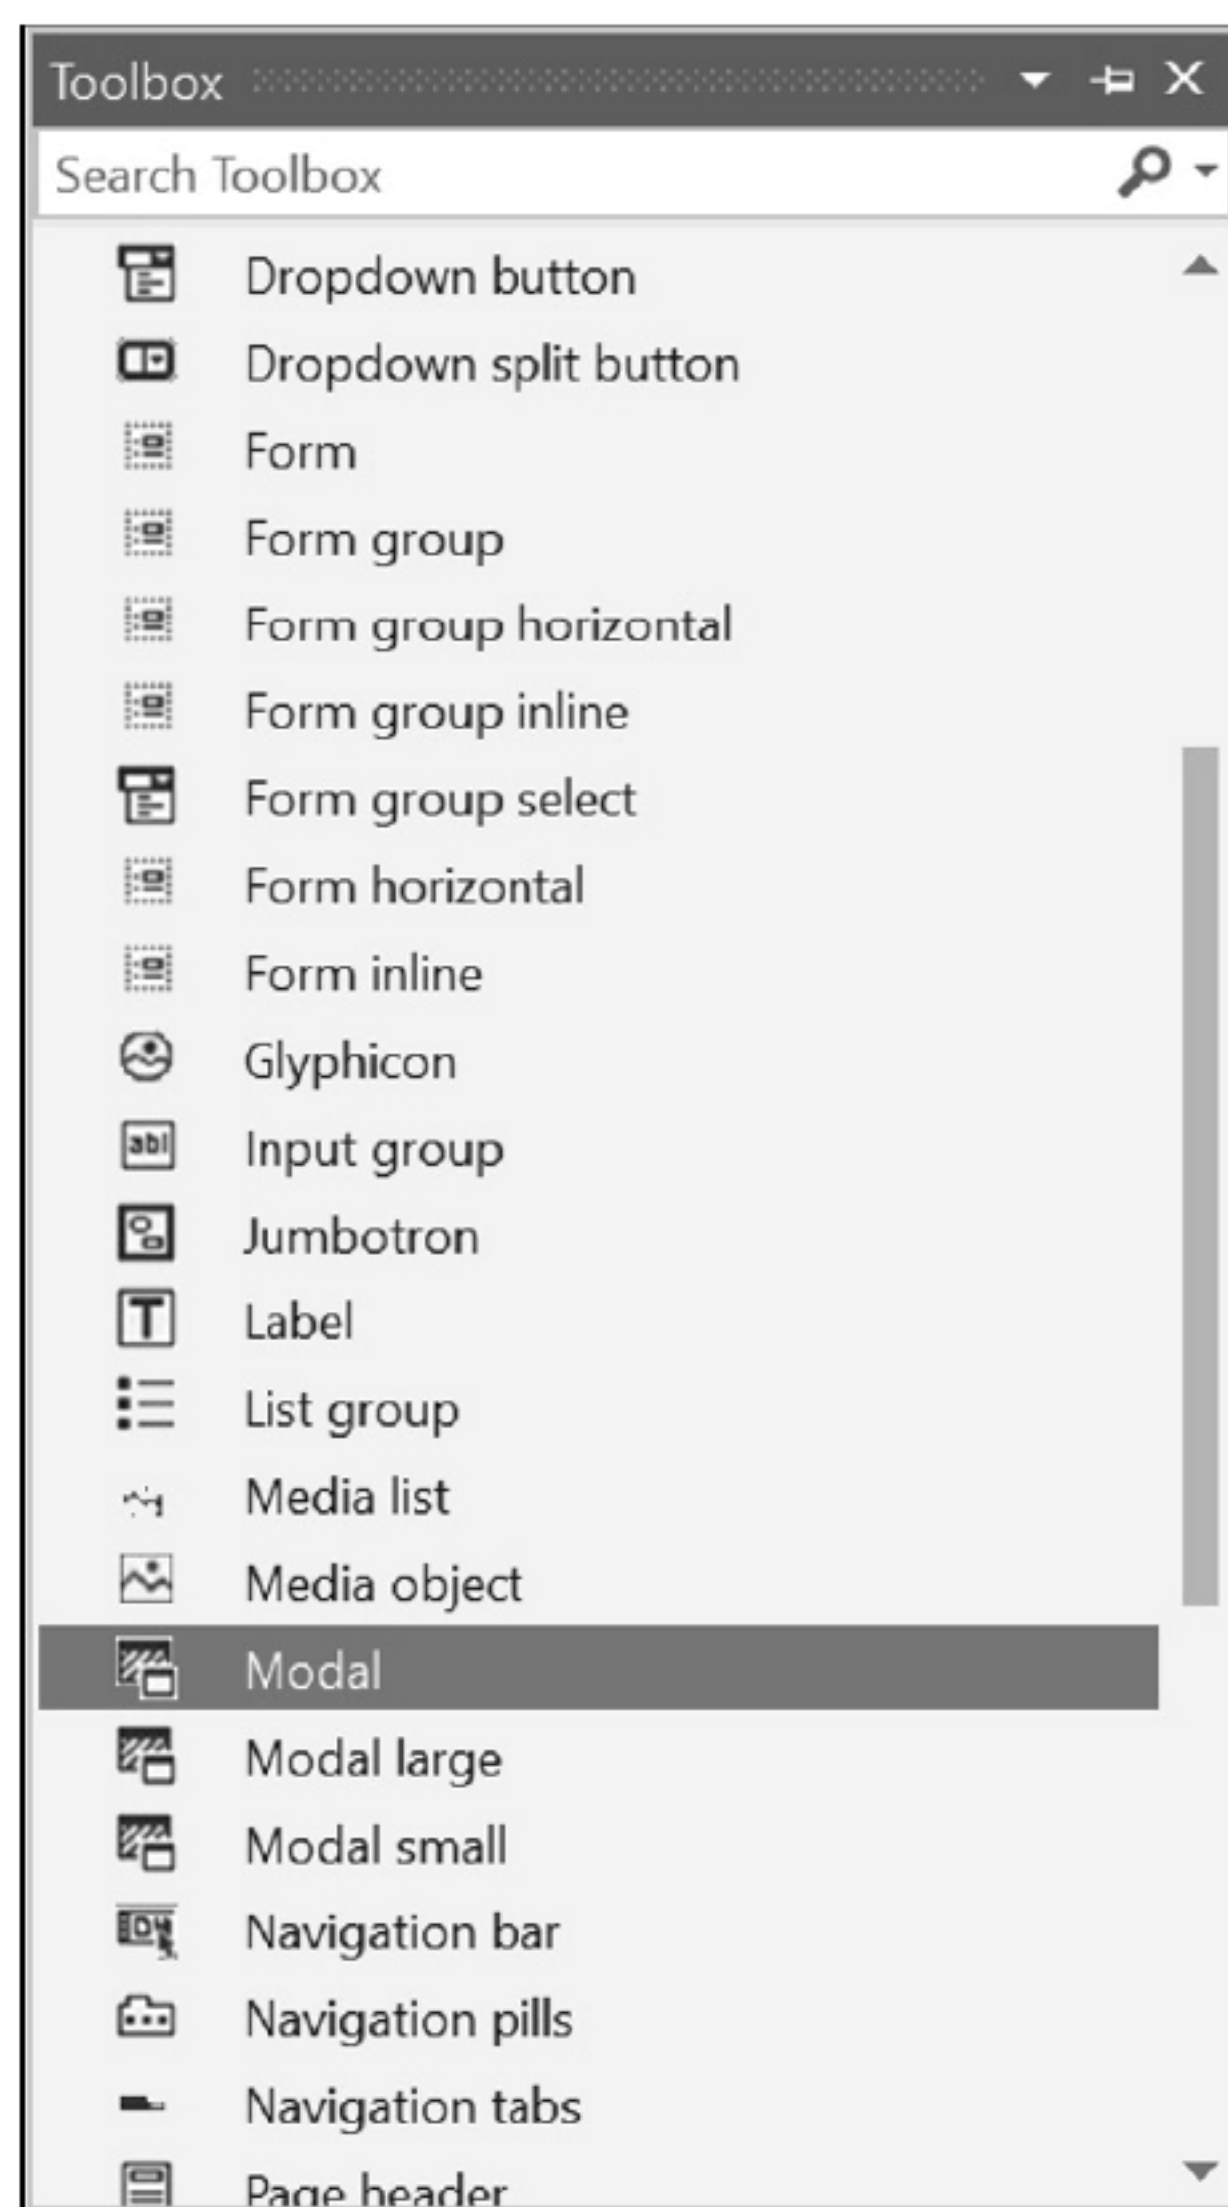 Toolbox
Search Toolbox
Dropdown button
Dropdown split button
Form
Form group
Form group horizontal
Form group inline
Form group select
Form horizontal
Form inline
Glyphicon
abl Input group
Jumbotron
T Label
List group
Media list
Media object
Modal
Modal large
Modal small
Navigation bar
Navigation pills
Navigation tabs
Page header